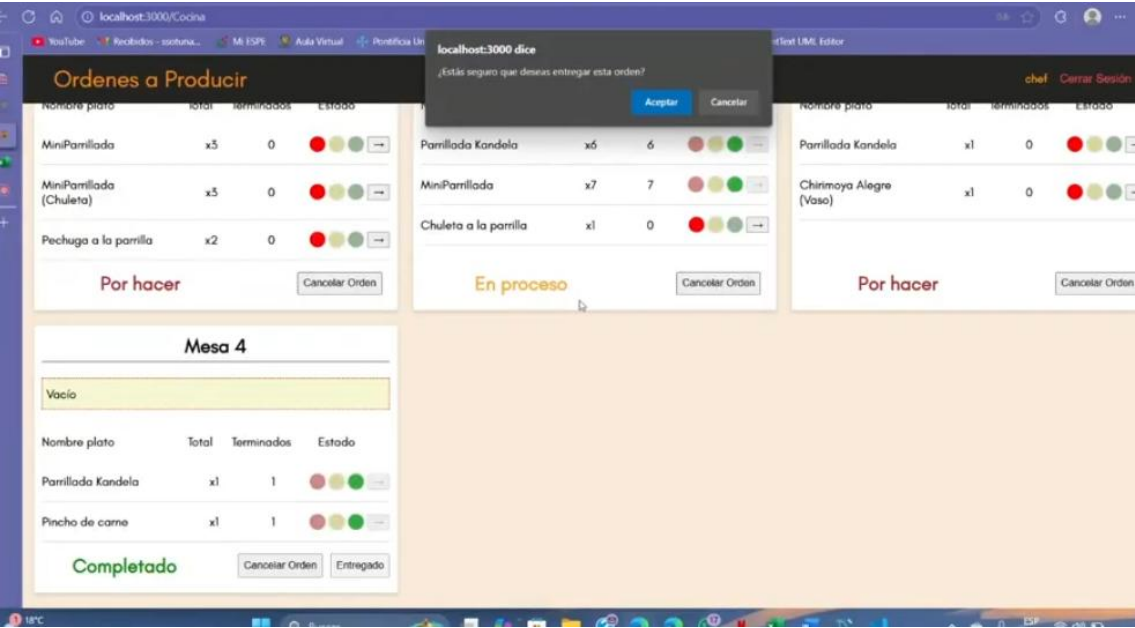 localhost:3000/Cocina
YouTube Recibidos - ssotuna... Mi ESPE Aula Virtual Pontificia Un
Text UML Editor
localhost:3000 dice
¿Estás seguro que deseas entregar esta orden?
Aceptar Cancelar
Ordenes a Producir
chef Cerrar Sesión
Nombre plato Total Terminados Estado
MiniParrillada x3 0 →
MiniParrillada
(Chuleta) x3 0 →
Pechuga a la parrilla x2 0 →
Por hacer Cancelar Orden
Parrillada Kandela x6 6 →
MiniParrillada x7 7 →
Chuleta a la parrilla x1 0 →
En proceso Cancelar Orden
Nombre plato Total Terminados Estado
Parrillada Kandela x1 0
Chirimoya Alegre
(Vaso) x1 0
Por hacer Cancelar Orden
Mesa 4
Vacío
Nombre plato Total Terminados Estado
Parrillada Kandela x1 1 →
Pincho de carne x1 1 →
Completado Cancelar Orden Entregado
18°C
ESP